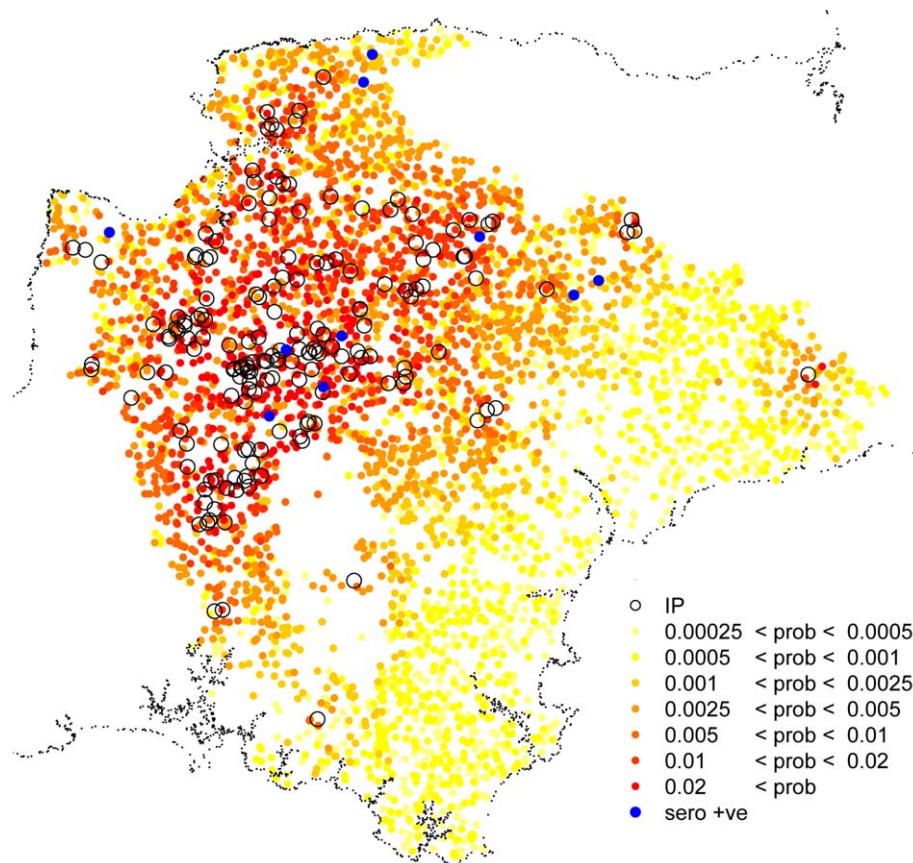 IP
0.00025 < prob < 0.0005
0.0005 < prob < 0.001
0.001 < prob < 0.0025
0.0025 < prob < 0.005
0.005 < prob < 0.01
0.01 < prob < 0.02
0.02 < prob
sero +ve